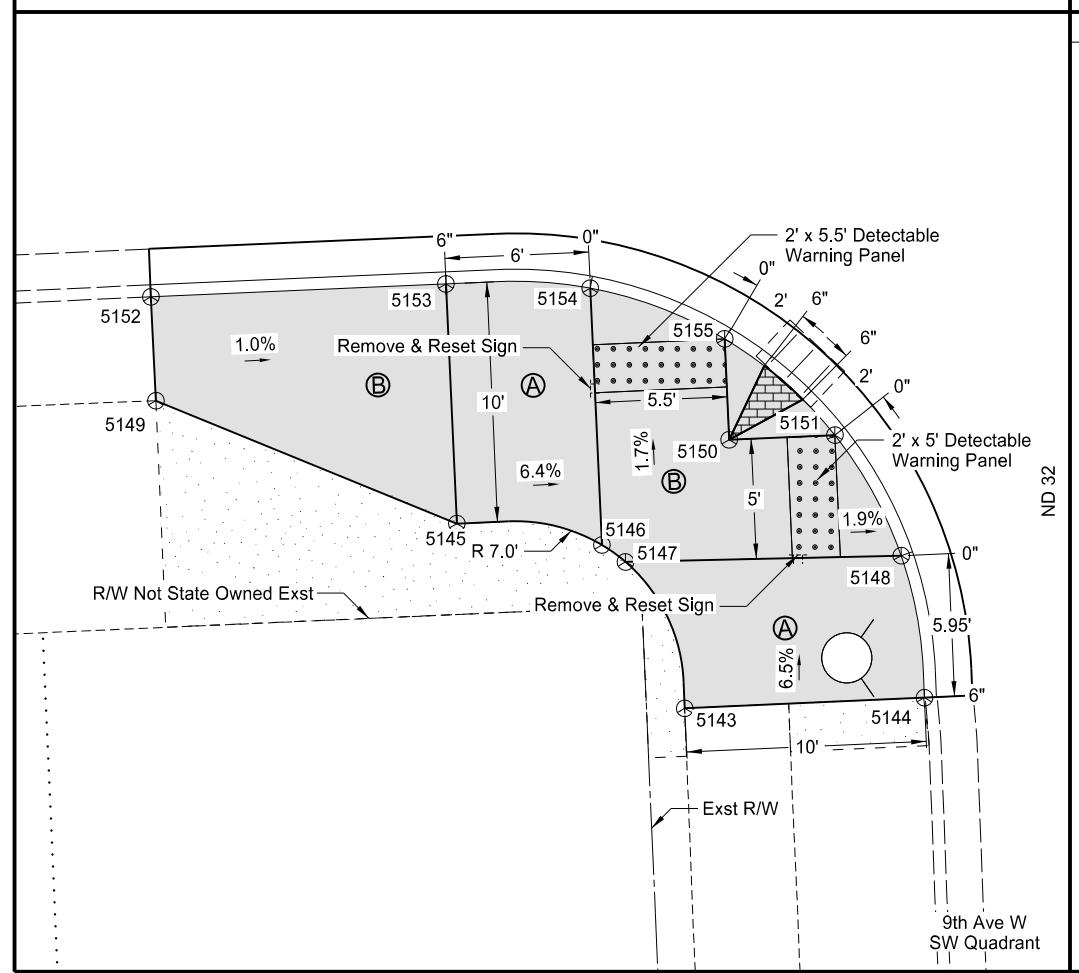 2' x 5.5' Detectable
Warning Panel
6"
0"
6'
0"
2'
6"
6"
2'
0"
5152
5153
5154
5155
1.0%
Remove & Reset Sign
B
A
10'
5.5'
5149
5151
2' x 5' Detectable
Warning Panel
1.7%
5150
6.4%
B
5'
ND 32
1.9%
5145
5146
R 7.0'
5147
0"
5148
R/W Not State Owned Exst
Remove & Reset Sign
A
5.95'
6.5%
6"
5143
5144
10'
Exst R/W
9th Ave W
SW Quadrant